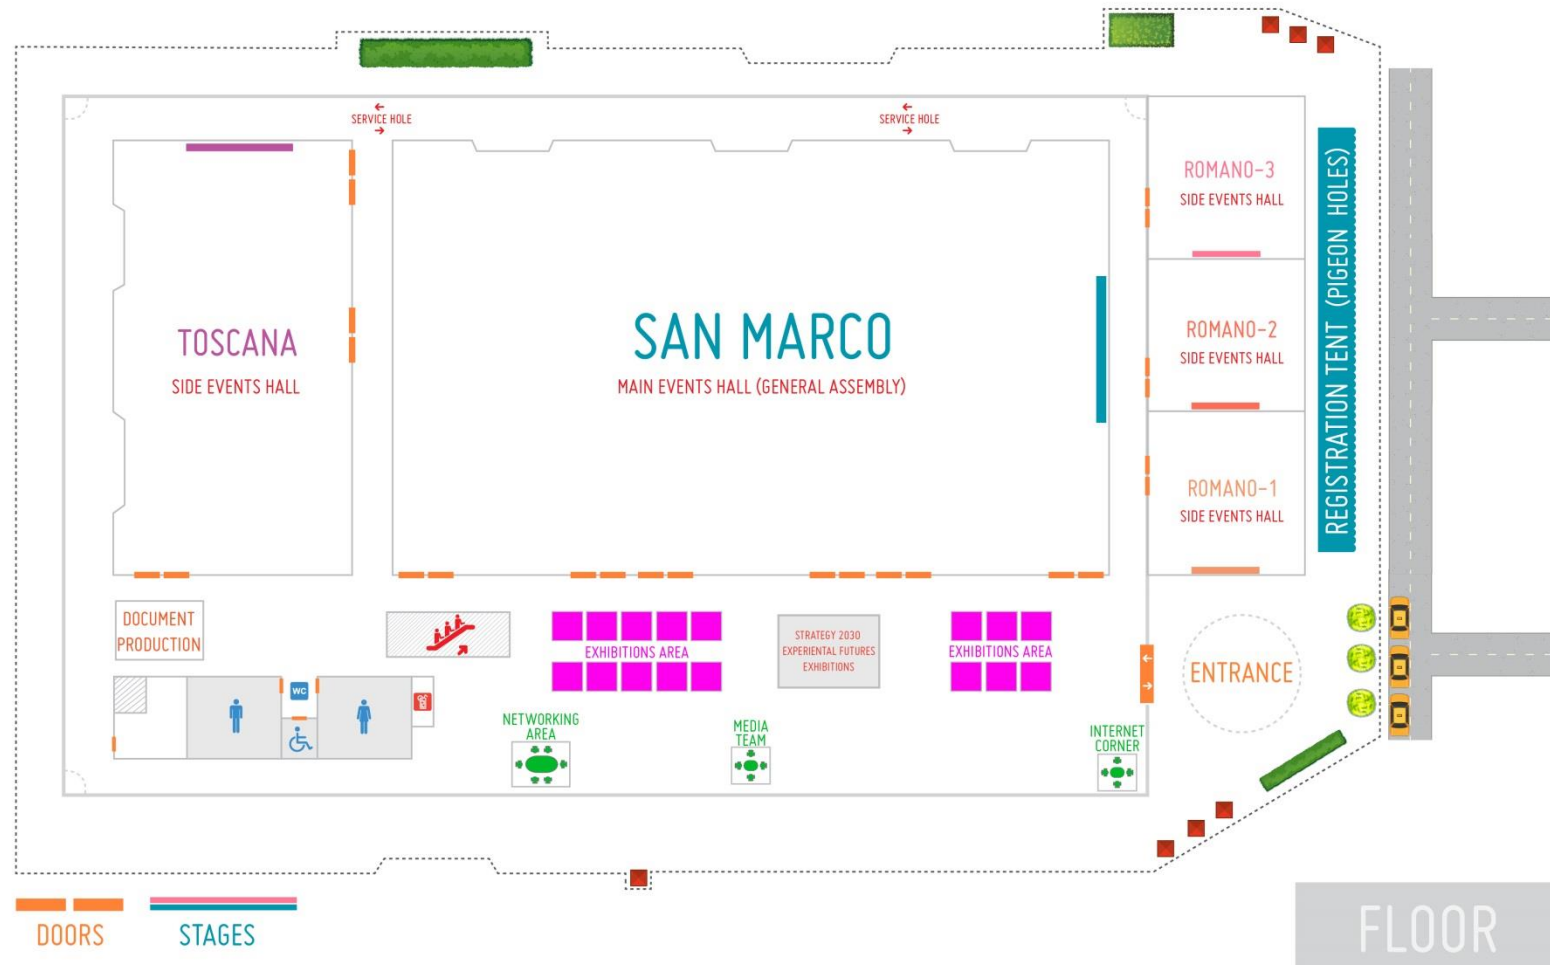 SERVICE HOLE
SERVICE HOLE
ROMANO-3
SIDE EVENTS HALL
REGISTRATION TENT (PIGEON HOLES)
TOSCANA
SIDE EVENTS HALL
SAN MARCO
MAIN EVENTS HALL (GENERAL ASSEMBLY)
ROMANO-2
SIDE EVENTS HALL
ROMANO-1
SIDE EVENTS HALL
DOCUMENT
PRODUCTION
EXHIBITIONS AREA
STRATEGY 2030
EXPERIENTAL FUTURES
EXHIBITIONS
EXHIBITIONS AREA
ENTRANCE
WC
NETWORKING
AREA
MEDIA
TEAM
INTERNET
CORNER
DOORS
STAGES
FLOOR